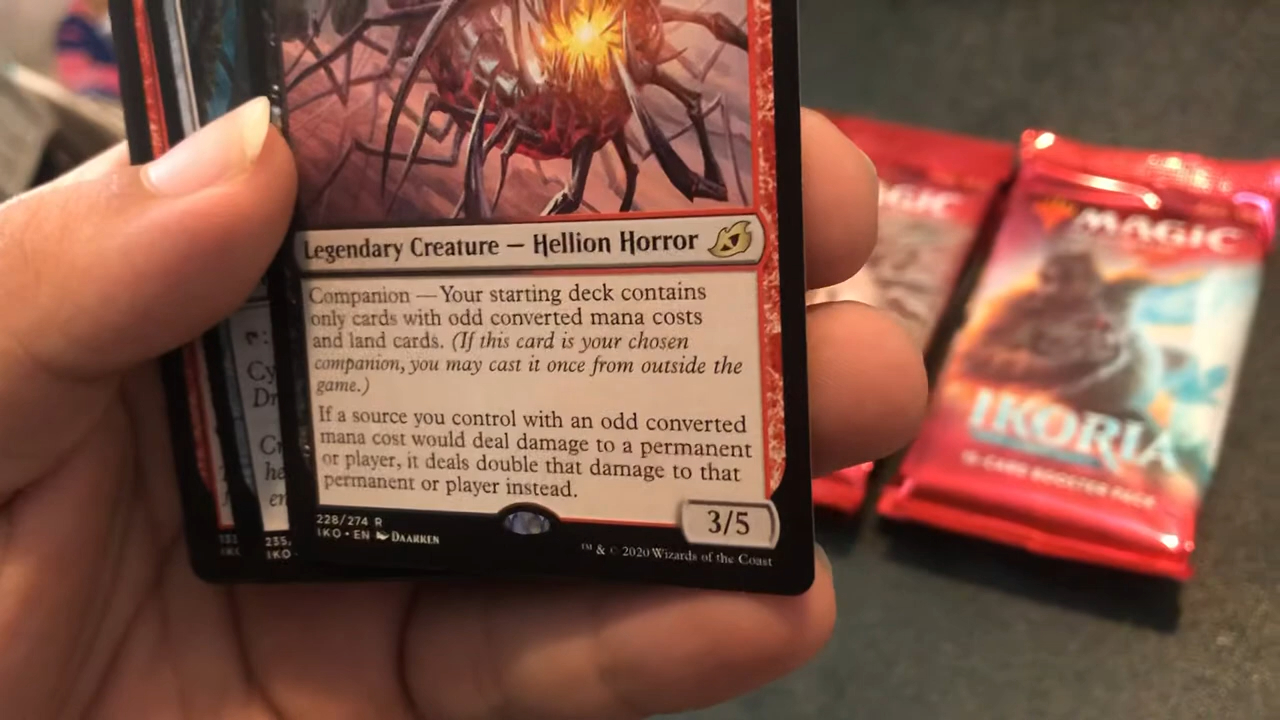 Legendary Creature — Hellion Horror
Companion — Your starting deck contains
only cards with odd converted mana costs
and land cards. (If this card is your chosen
companion, you may cast it once from outside the
game.)
If a source you control with an odd converted
mana cost would deal damage to a permanent
or player, it deals double that damage to that
permanent or player instead.
3/5
228/274 R
IKO • EN DAARKEN
™ & © 2020 Wizards of the Coast
235
IKO
MAGIC
IKORIA
15-CARD BOOSTER PACK